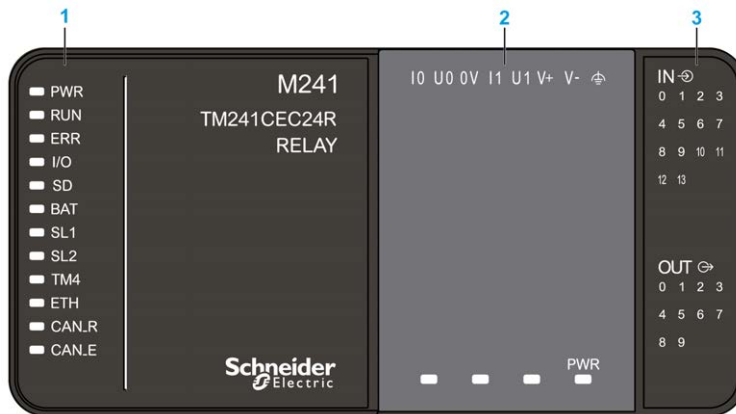 1 2 3
PWR
RUN
ERR
I/O
SD
BAT
SL1
SL2
TM4
ETH
CAN_R
CAN_E
M241
TM241CEC24R
RELAY
Schneider
Electric
I0 U0 0V I1 U1 V+ V-
PWR
IN
0 1 2 3
4 5 6 7
8 9 10 11
12 13
OUT
0 1 2 3
4 5 6 7
8 9